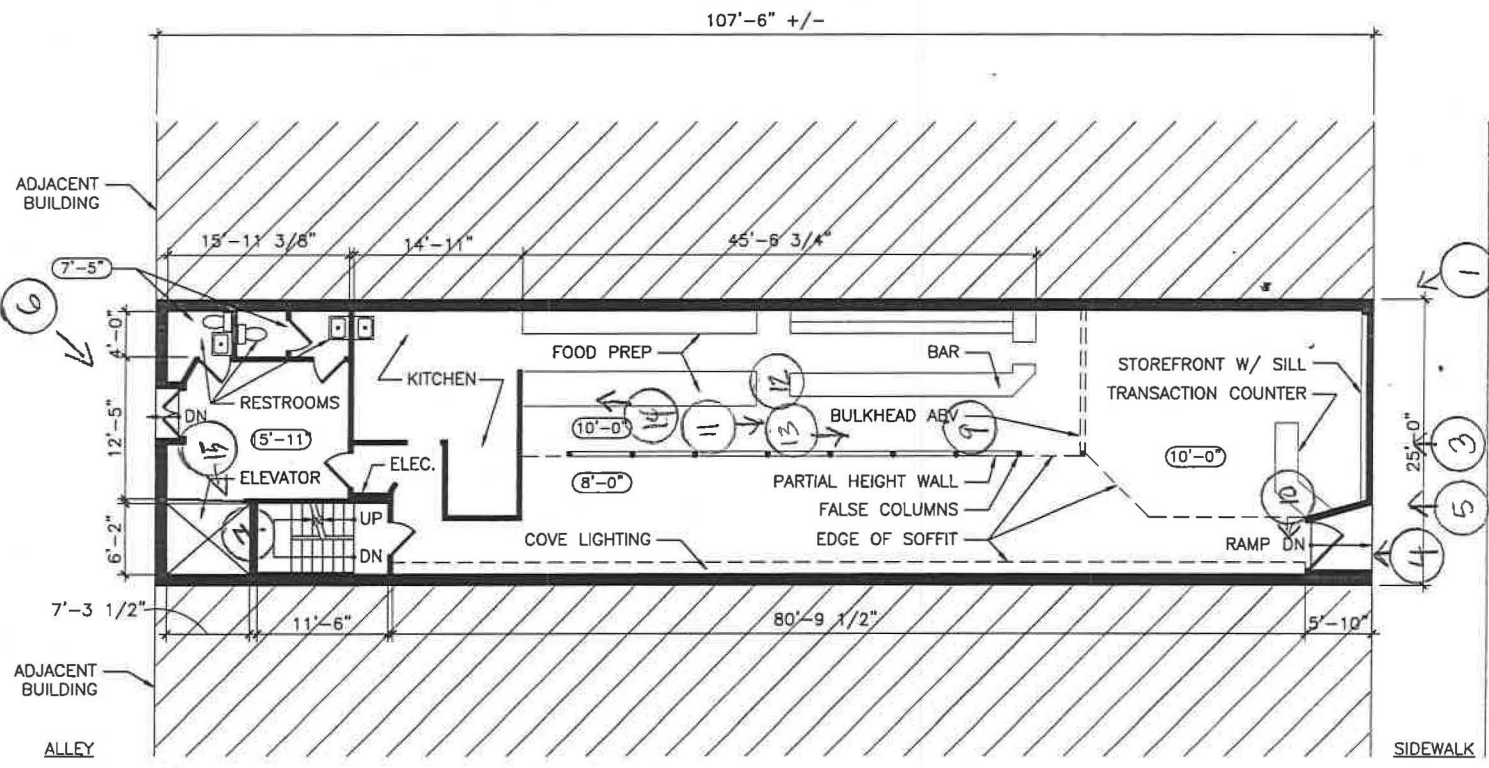 107'-6" +/-
ADJACENT
BUILDING
15'-11 3/8"
14'-11"
45'-6 3/4"
7'-5"
1
6
4'-0"
FOOD PREP
BAR
STOREFRONT W/ SILL
KITCHEN
12
TRANSACTION COUNTER
RESTROOMS
DN
14
BULKHEAD ABV
12'-5"
10'-0"
11
13
9
15'-11"
25'-0"
3
15
ELEVATOR
ELEC.
10'-0"
8'-0"
PARTIAL HEIGHT WALL
10
5
FALSE COLUMNS
6'-2"
UP
DN
COVE LIGHTING
EDGE OF SOFFIT
RAMP DN
4
7'-3 1/2"
11'-6"
80'-9 1/2"
5'-10"
ADJACENT
BUILDING
ALLEY
SIDEWALK